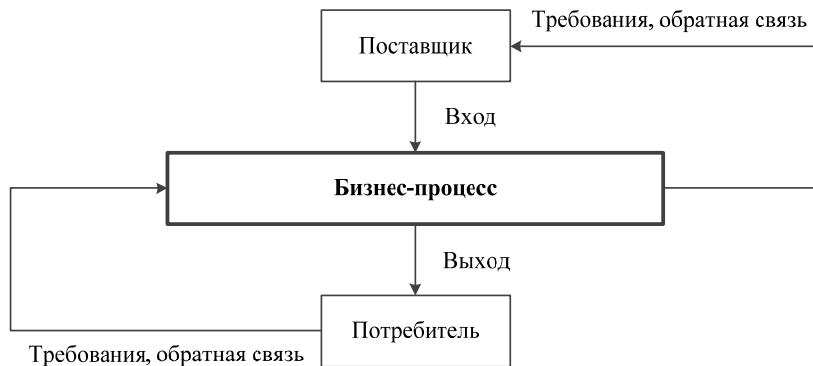 Требования, обратная связь
Поставщик
Вход
Бизнес-процесс
Выход
Потребитель
Требования, обратная связь